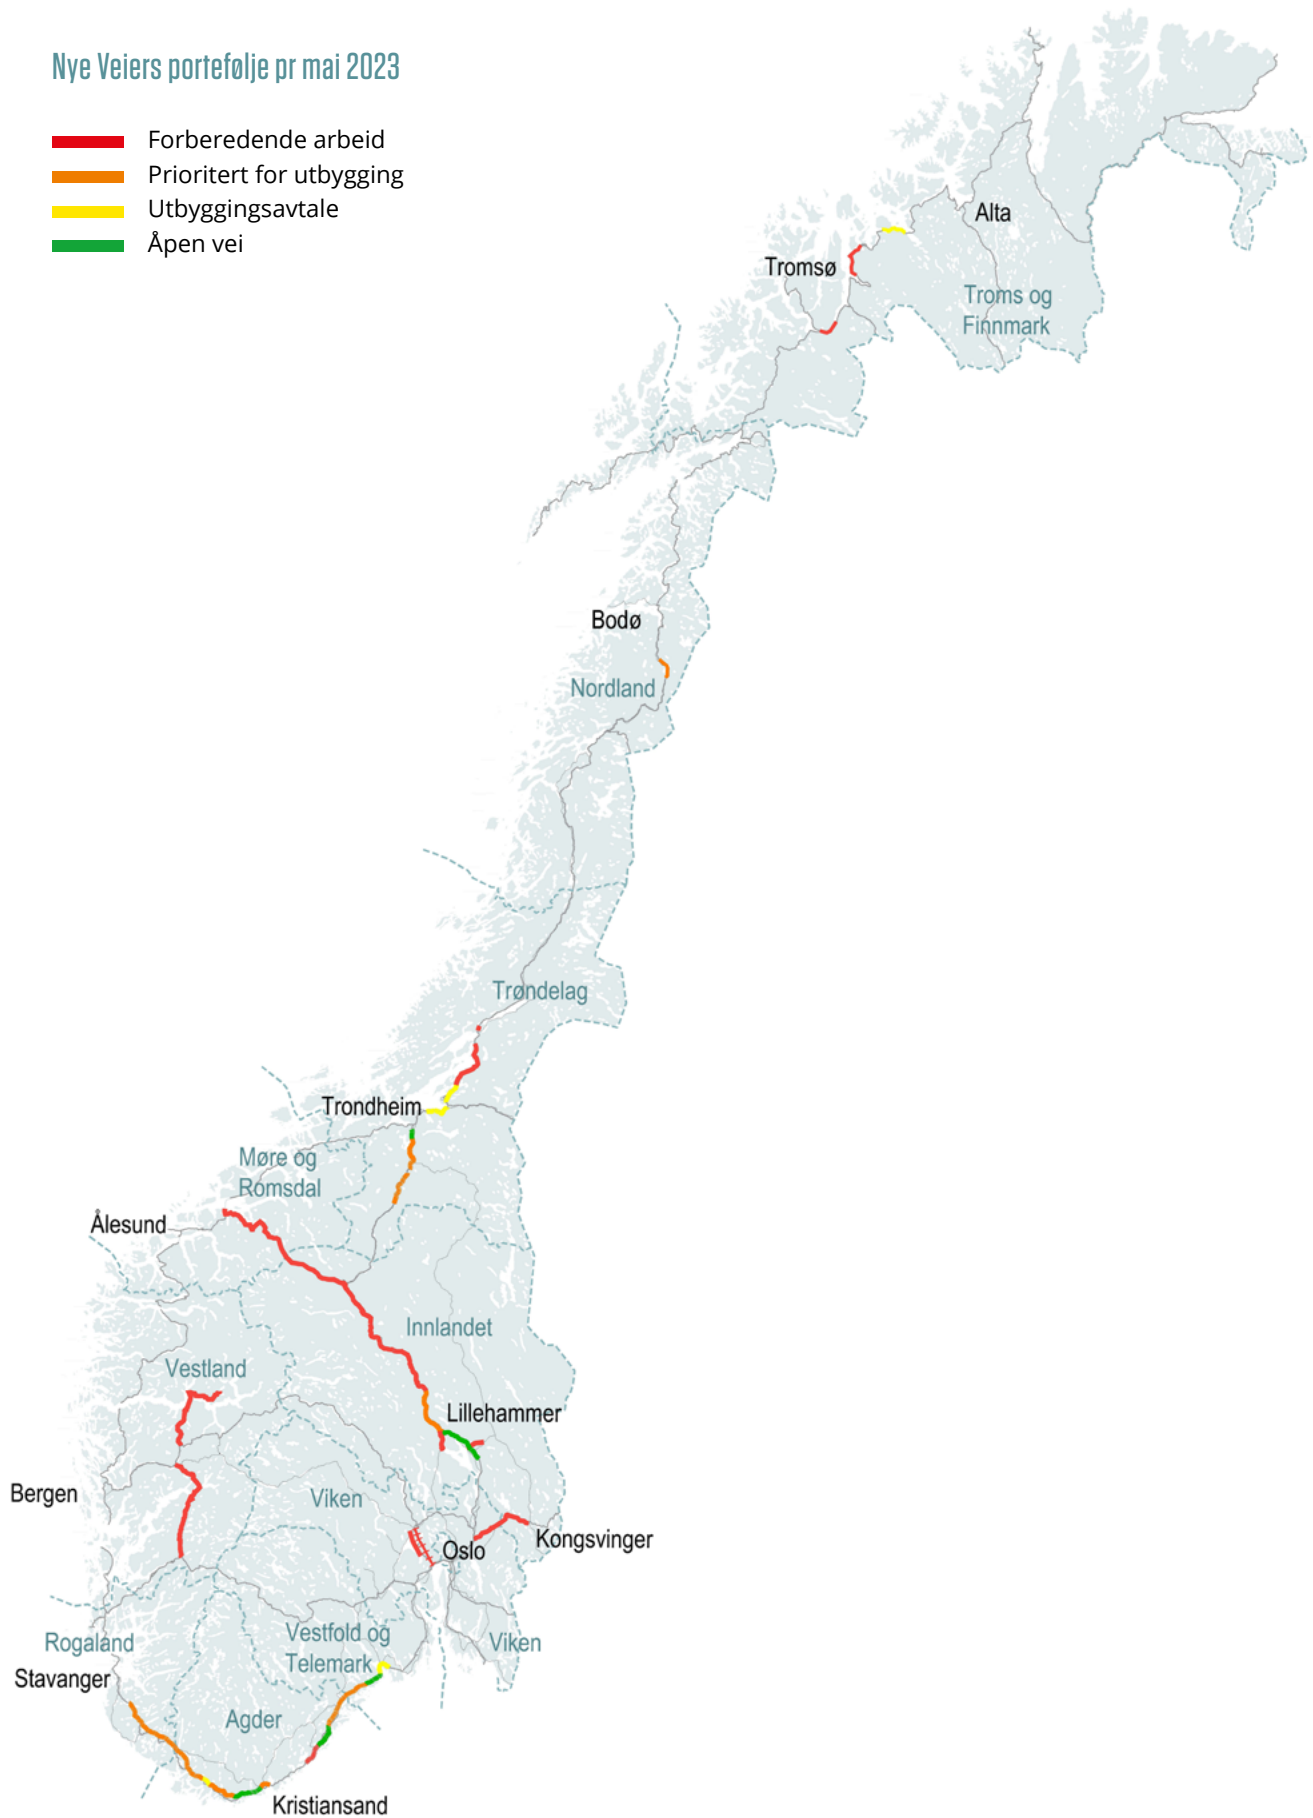 Nye Veiers portefølje pr mai 2023
Forberedende arbeid
Prioritert for utbygging
Utbyggingsavtale
Åpen vei
Alta
Tromsø
Troms og
Finnmark
Bodø
Nordland
Trøndelag
Trondheim
Møre og
Romsdal
Ålesund
Innlandet
Vestland
Lillehammer
Bergen
Viken
Kongsvinger
Oslo
Vestfold og
Telemark
Viken
Rogaland
Stavanger
Agder
Kristiansand